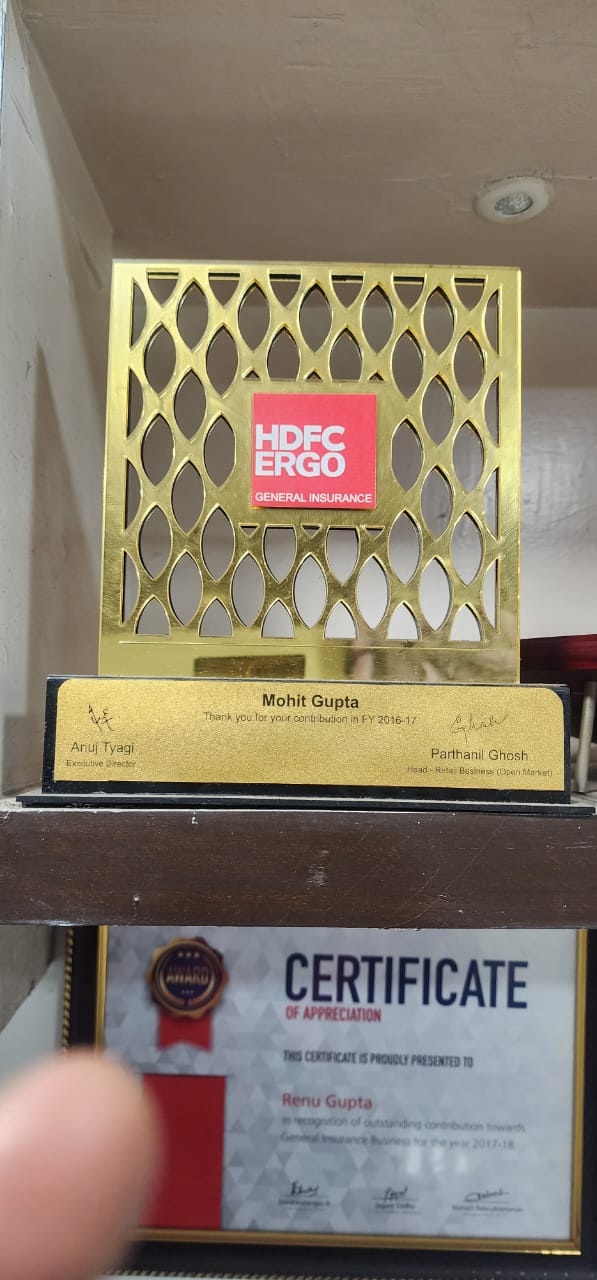 HDFC
ERGO
GENERAL INSURANCE
Mohit Gupta
Thank you for your contribution in FY 2016-17
Anuj Tyagi
Executive Director
Ghosh
Parthanil Ghosh
Head - Retail Business (Open Market)
AWARD
CERTIFICATE
OF APPRECIATION
THIS CERTIFICATE IS PROUDLY PRESENTED TO
Renu Gupta
in recognition of outstanding contribution towards
General Insurance Business for the year 2017-18.